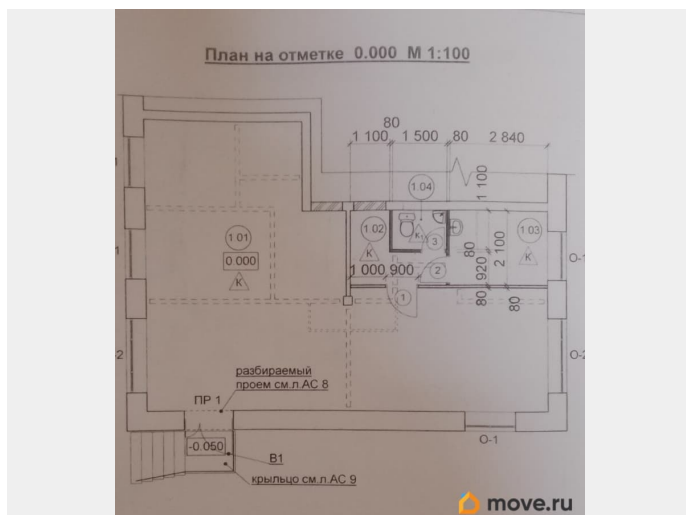 План на отметке 0.000 М 1:100
80
1 100 1 500 80 2 840
1 100
1.04
1.02
1.01
1.03
0.000
К
К
К
К
3
80
2 100
О-1
1 000 900
2
920
1
80
80
О-2
разбираемый
проем см.л.АС 8
ПР 1
-0.050
В1
О-1
крыльцо см.л.АС 9
move.ru